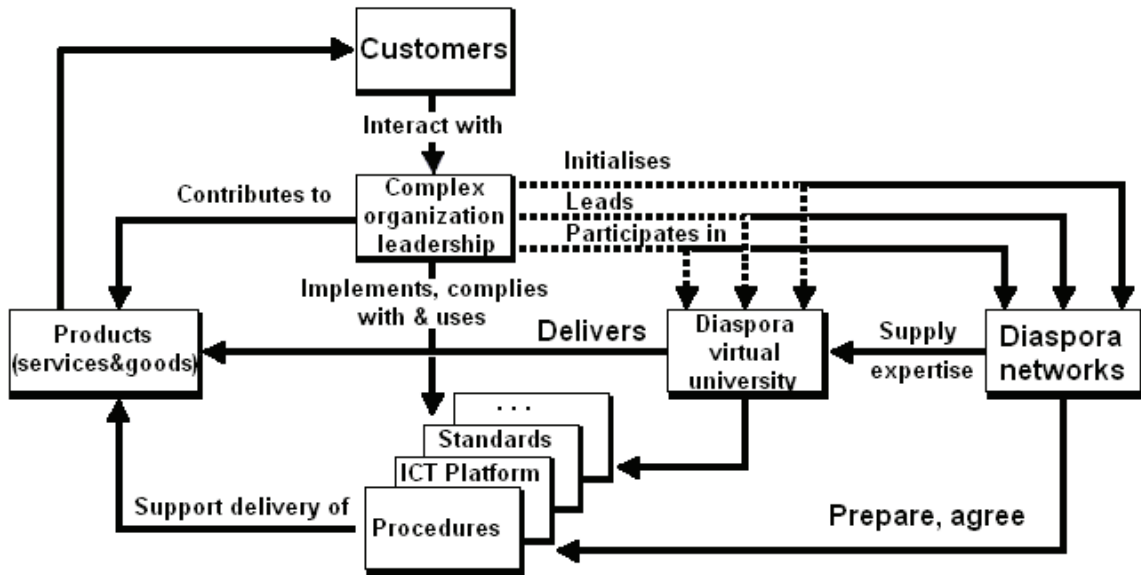 Customers
Interact with
Initialises
Contributes to
Complex
organization
leadership
Leads
Participates in
Implements, complies
with & uses
Products
(services&goods)
Delivers
Diaspora
virtual
university
Supply
expertise
Diaspora
networks
. . .
Standards
ICT Platform
Procedures
Support delivery of
Prepare, agree